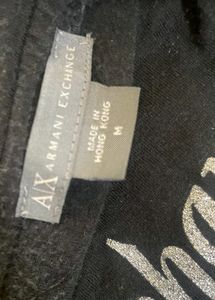 A|X ARMANI EXCHANGE
MADE IN
HONG KONG
M